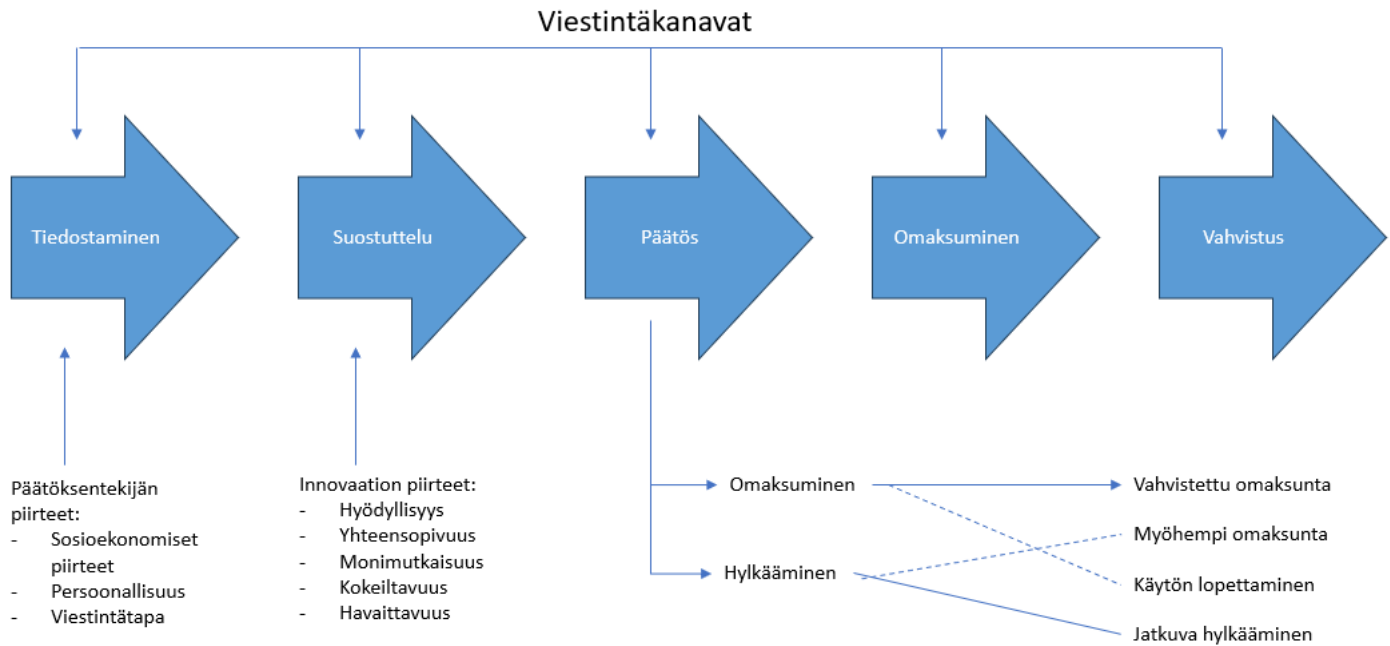 Viestintäkanavat
Tiedostaminen
Suostuttelu
Päätös
Omaksuminen
Vahvistus
Päätöksentekijän
piirteet:
- Sosioekonomiset
piirteet
- Persoonallisuus
- Viestintätapa
Innovaation piirteet:
- Hyödyllisyys
- Yhteensopivuus
- Monimutkaisuus
- Kokeiltavuus
- Havaittavuus
Omaksuminen
Hylkääminen
Vahvistettu omaksunta
Myöhempi omaksunta
Käytön lopettaminen
Jatkuva hylkääminen